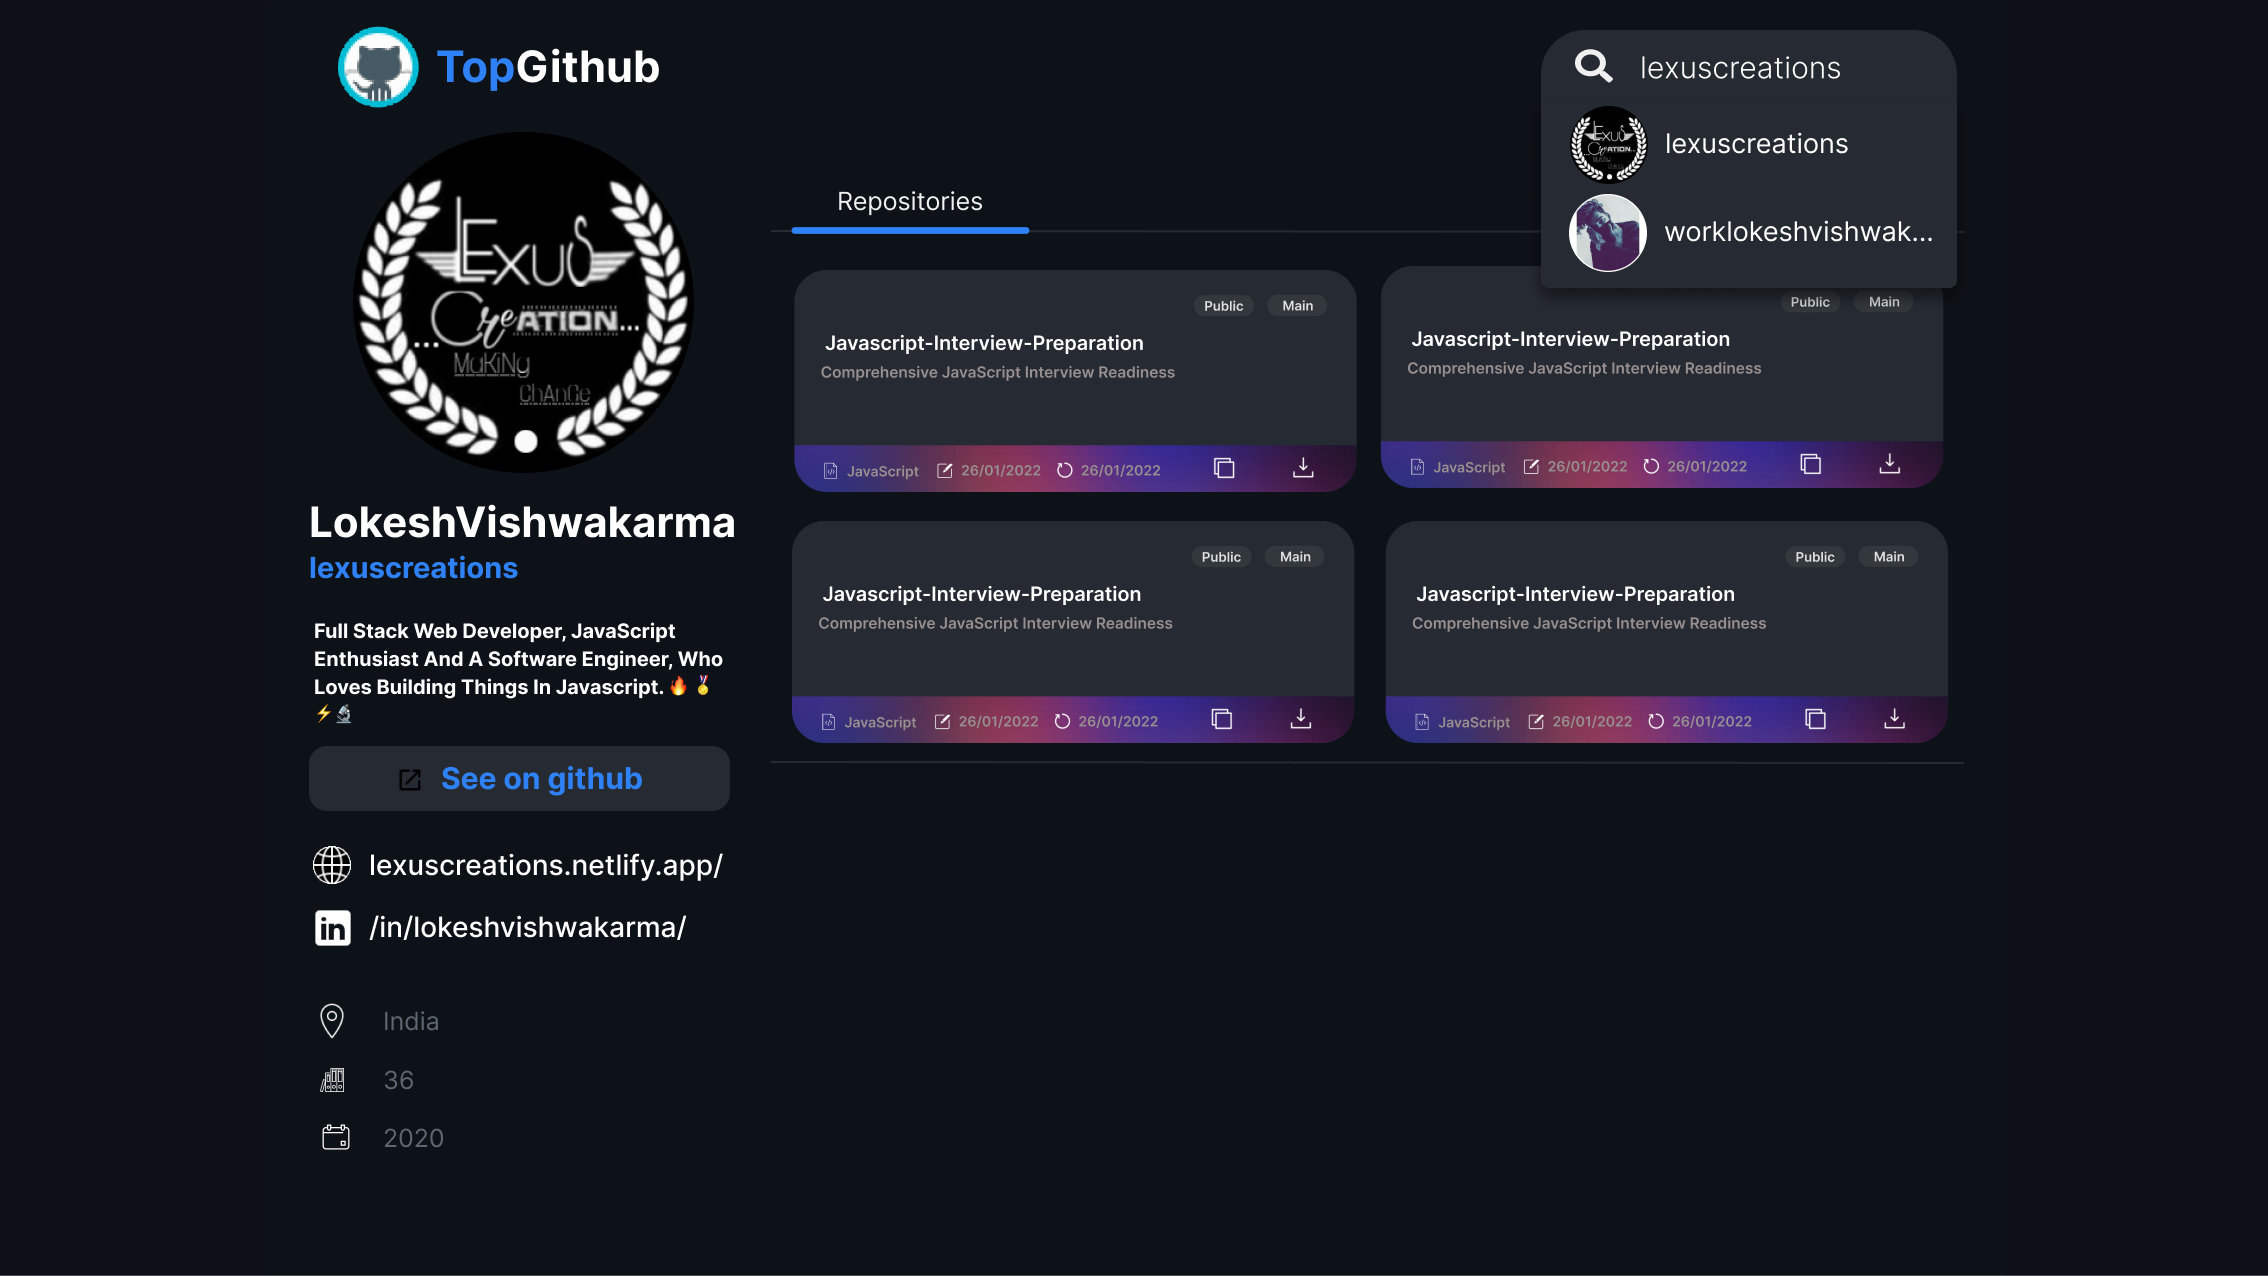 TopGithub
lexuscreations
lexuscreations
worklokeshvishwak...
LEXUS
CreATION...
...
MaKiNg
ChAnGe
LokeshVishwakarma
lexuscreations
Full Stack Web Developer, JavaScript
Enthusiast And A Software Engineer, Who
Loves Building Things In Javascript. 🔥 🏅
⚡🔬
See on github
lexuscreations.netlify.app/
in /in/lokeshvishwakarma/
India
36
2020
Repositories
Public Main
Javascript-Interview-Preparation
Comprehensive JavaScript Interview Readiness
JavaScript 26/01/2022 26/01/2022
Public Main
Javascript-Interview-Preparation
Comprehensive JavaScript Interview Readiness
JavaScript 26/01/2022 26/01/2022
Public Main
Javascript-Interview-Preparation
Comprehensive JavaScript Interview Readiness
JavaScript 26/01/2022 26/01/2022
Public Main
Javascript-Interview-Preparation
Comprehensive JavaScript Interview Readiness
JavaScript 26/01/2022 26/01/2022